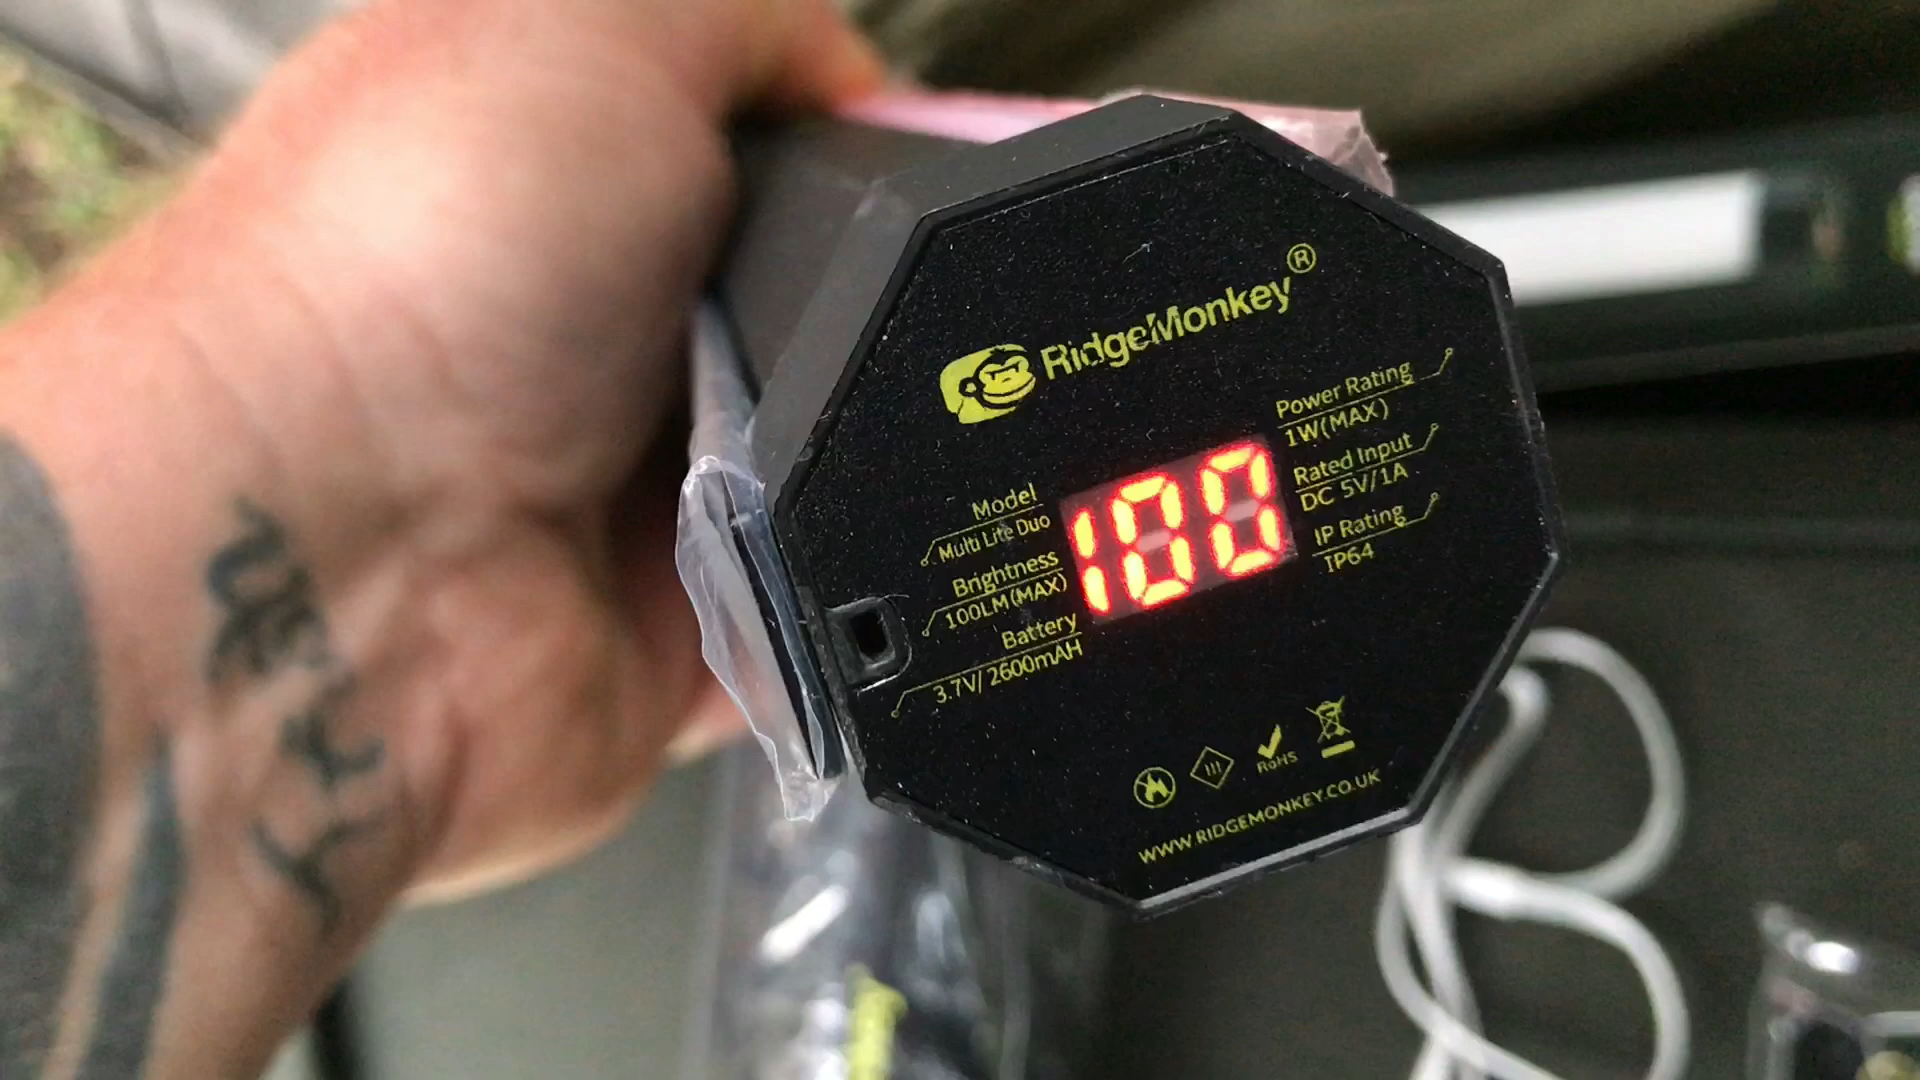 RidgeMonkey®
Model
Multi Lite Duo
Brightness
100LM(MAX)
Battery
3.7V/ 2600mAH
100
Power Rating
1W(MAX)
Rated Input
DC 5V/1A
IP Rating
IP64
RoHS
WWW.RIDGEMONKEY.CO.UK